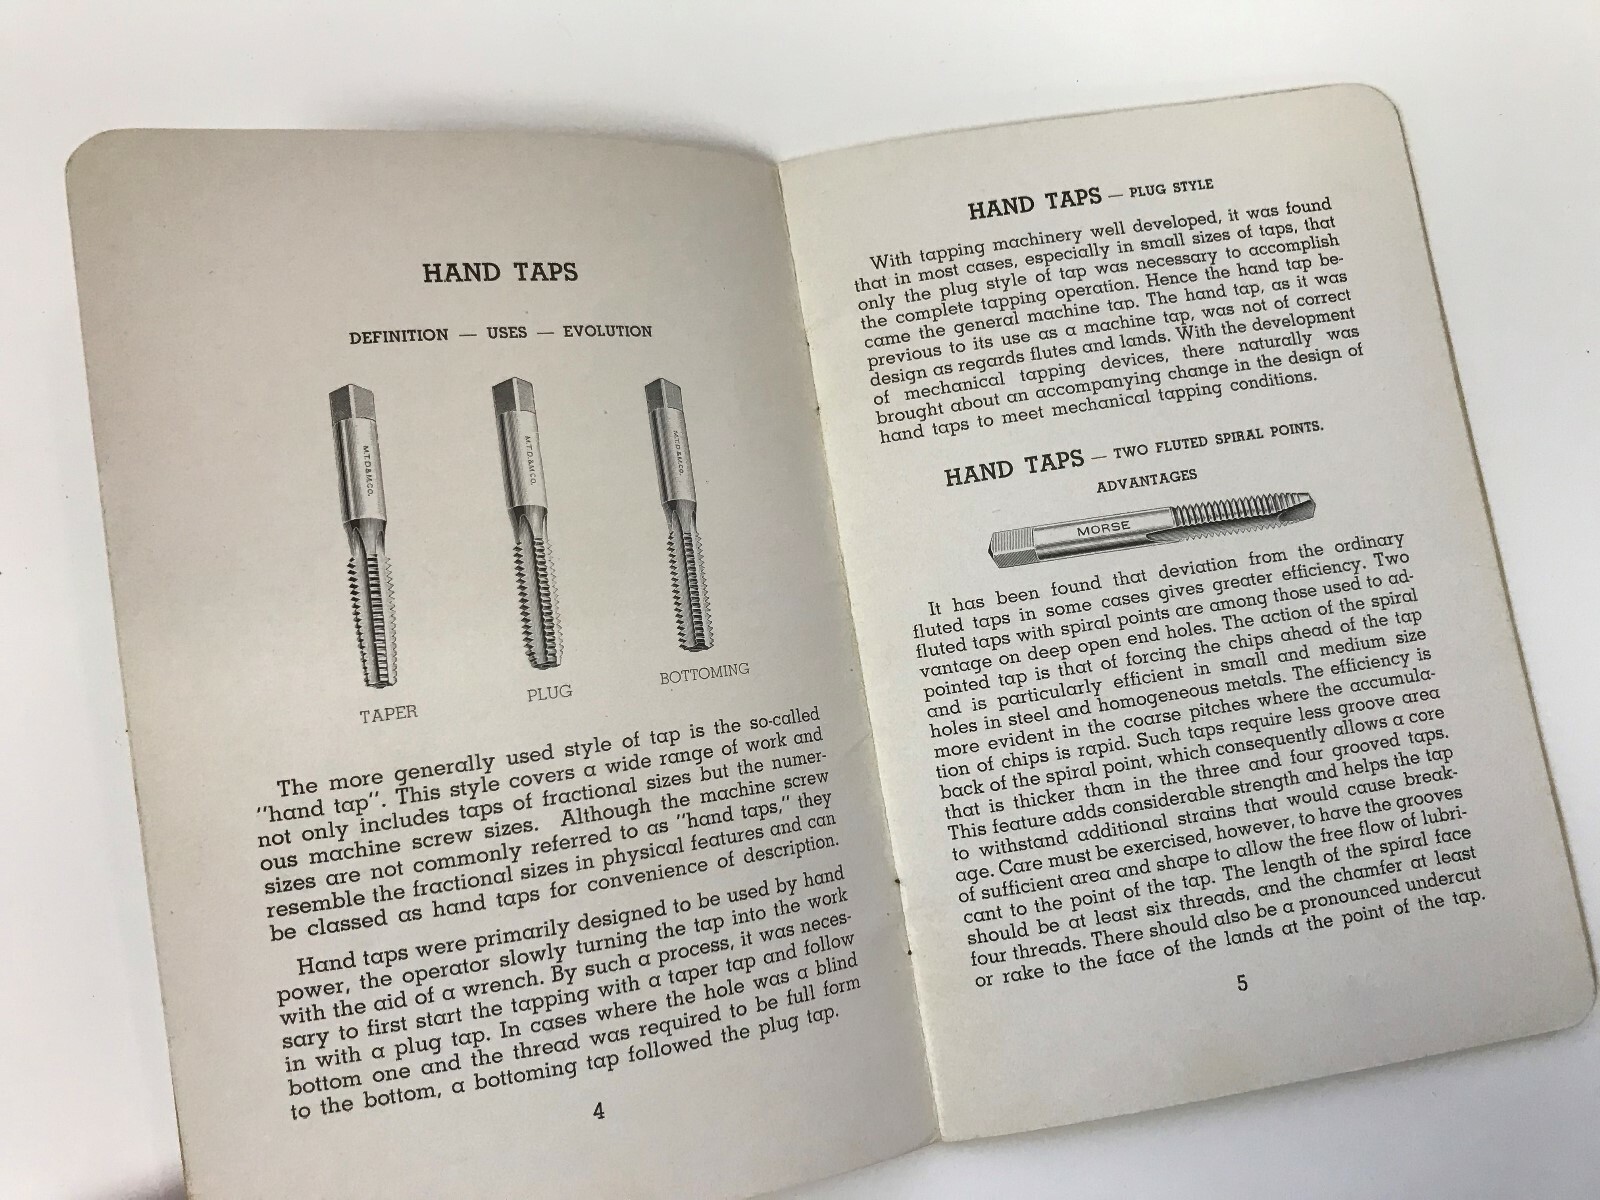 HAND TAPS
DEFINITION — USES — EVOLUTION
M.T.D.&M.CO.
M.T.D.&M.CO.
M.T.D.&M.CO.
TAPER
PLUG
BOTTOMING
The more generally used style of tap is the so-called
"hand tap". This style covers a wide range of work and
not only includes taps of fractional sizes but the numer-
ous machine screw sizes. Although the machine screw
sizes are not commonly referred to as "hand taps," they
resemble the fractional sizes in physical features and can
be classed as hand taps for convenience of description.
Hand taps were primarily designed to be used by hand
power, the operator slowly turning the tap into the work
with the aid of a wrench. By such a process, it was neces-
sary to first start the tapping with a taper tap and follow
in with a plug tap. In cases where the hole was a blind
bottom one and the thread was required to be full form
to the bottom, a bottoming tap followed the plug tap.
4
HAND TAPS — PLUG STYLE
With tapping machinery well developed, it was found
that in most cases, especially in small sizes of taps, that
only the plug style of tap was necessary to accomplish
the complete tapping operation. Hence the hand tap be-
came the general machine tap. The hand tap, as it was
previous to its use as a machine tap, was not of correct
design as regards flutes and lands. With the development
of mechanical tapping devices, there naturally was
brought about an accompanying change in the design of
hand taps to meet mechanical tapping conditions.
HAND TAPS — TWO FLUTED SPIRAL POINTS.
ADVANTAGES
MORSE
It has been found that deviation from the ordinary
fluted taps in some cases gives greater efficiency. Two
fluted taps with spiral points are among those used to ad-
vantage on deep open end holes. The action of the spiral
pointed tap is that of forcing the chips ahead of the tap
and is particularly efficient in small and medium size
holes in steel and homogeneous metals. The efficiency is
more evident in the coarse pitches where the accumula-
tion of chips is rapid. Such taps require less groove area
back of the spiral point, which consequently allows a core
that is thicker than in the three and four grooved taps.
This feature adds considerable strength and helps the tap
to withstand additional strains that would cause break-
age. Care must be exercised, however, to have the grooves
of sufficient area and shape to allow the free flow of lubri-
cant to the point of the tap. The length of the spiral face
should be at least six threads, and the chamfer at least
four threads. There should also be a pronounced undercut
or rake to the face of the lands at the point of the tap.
5